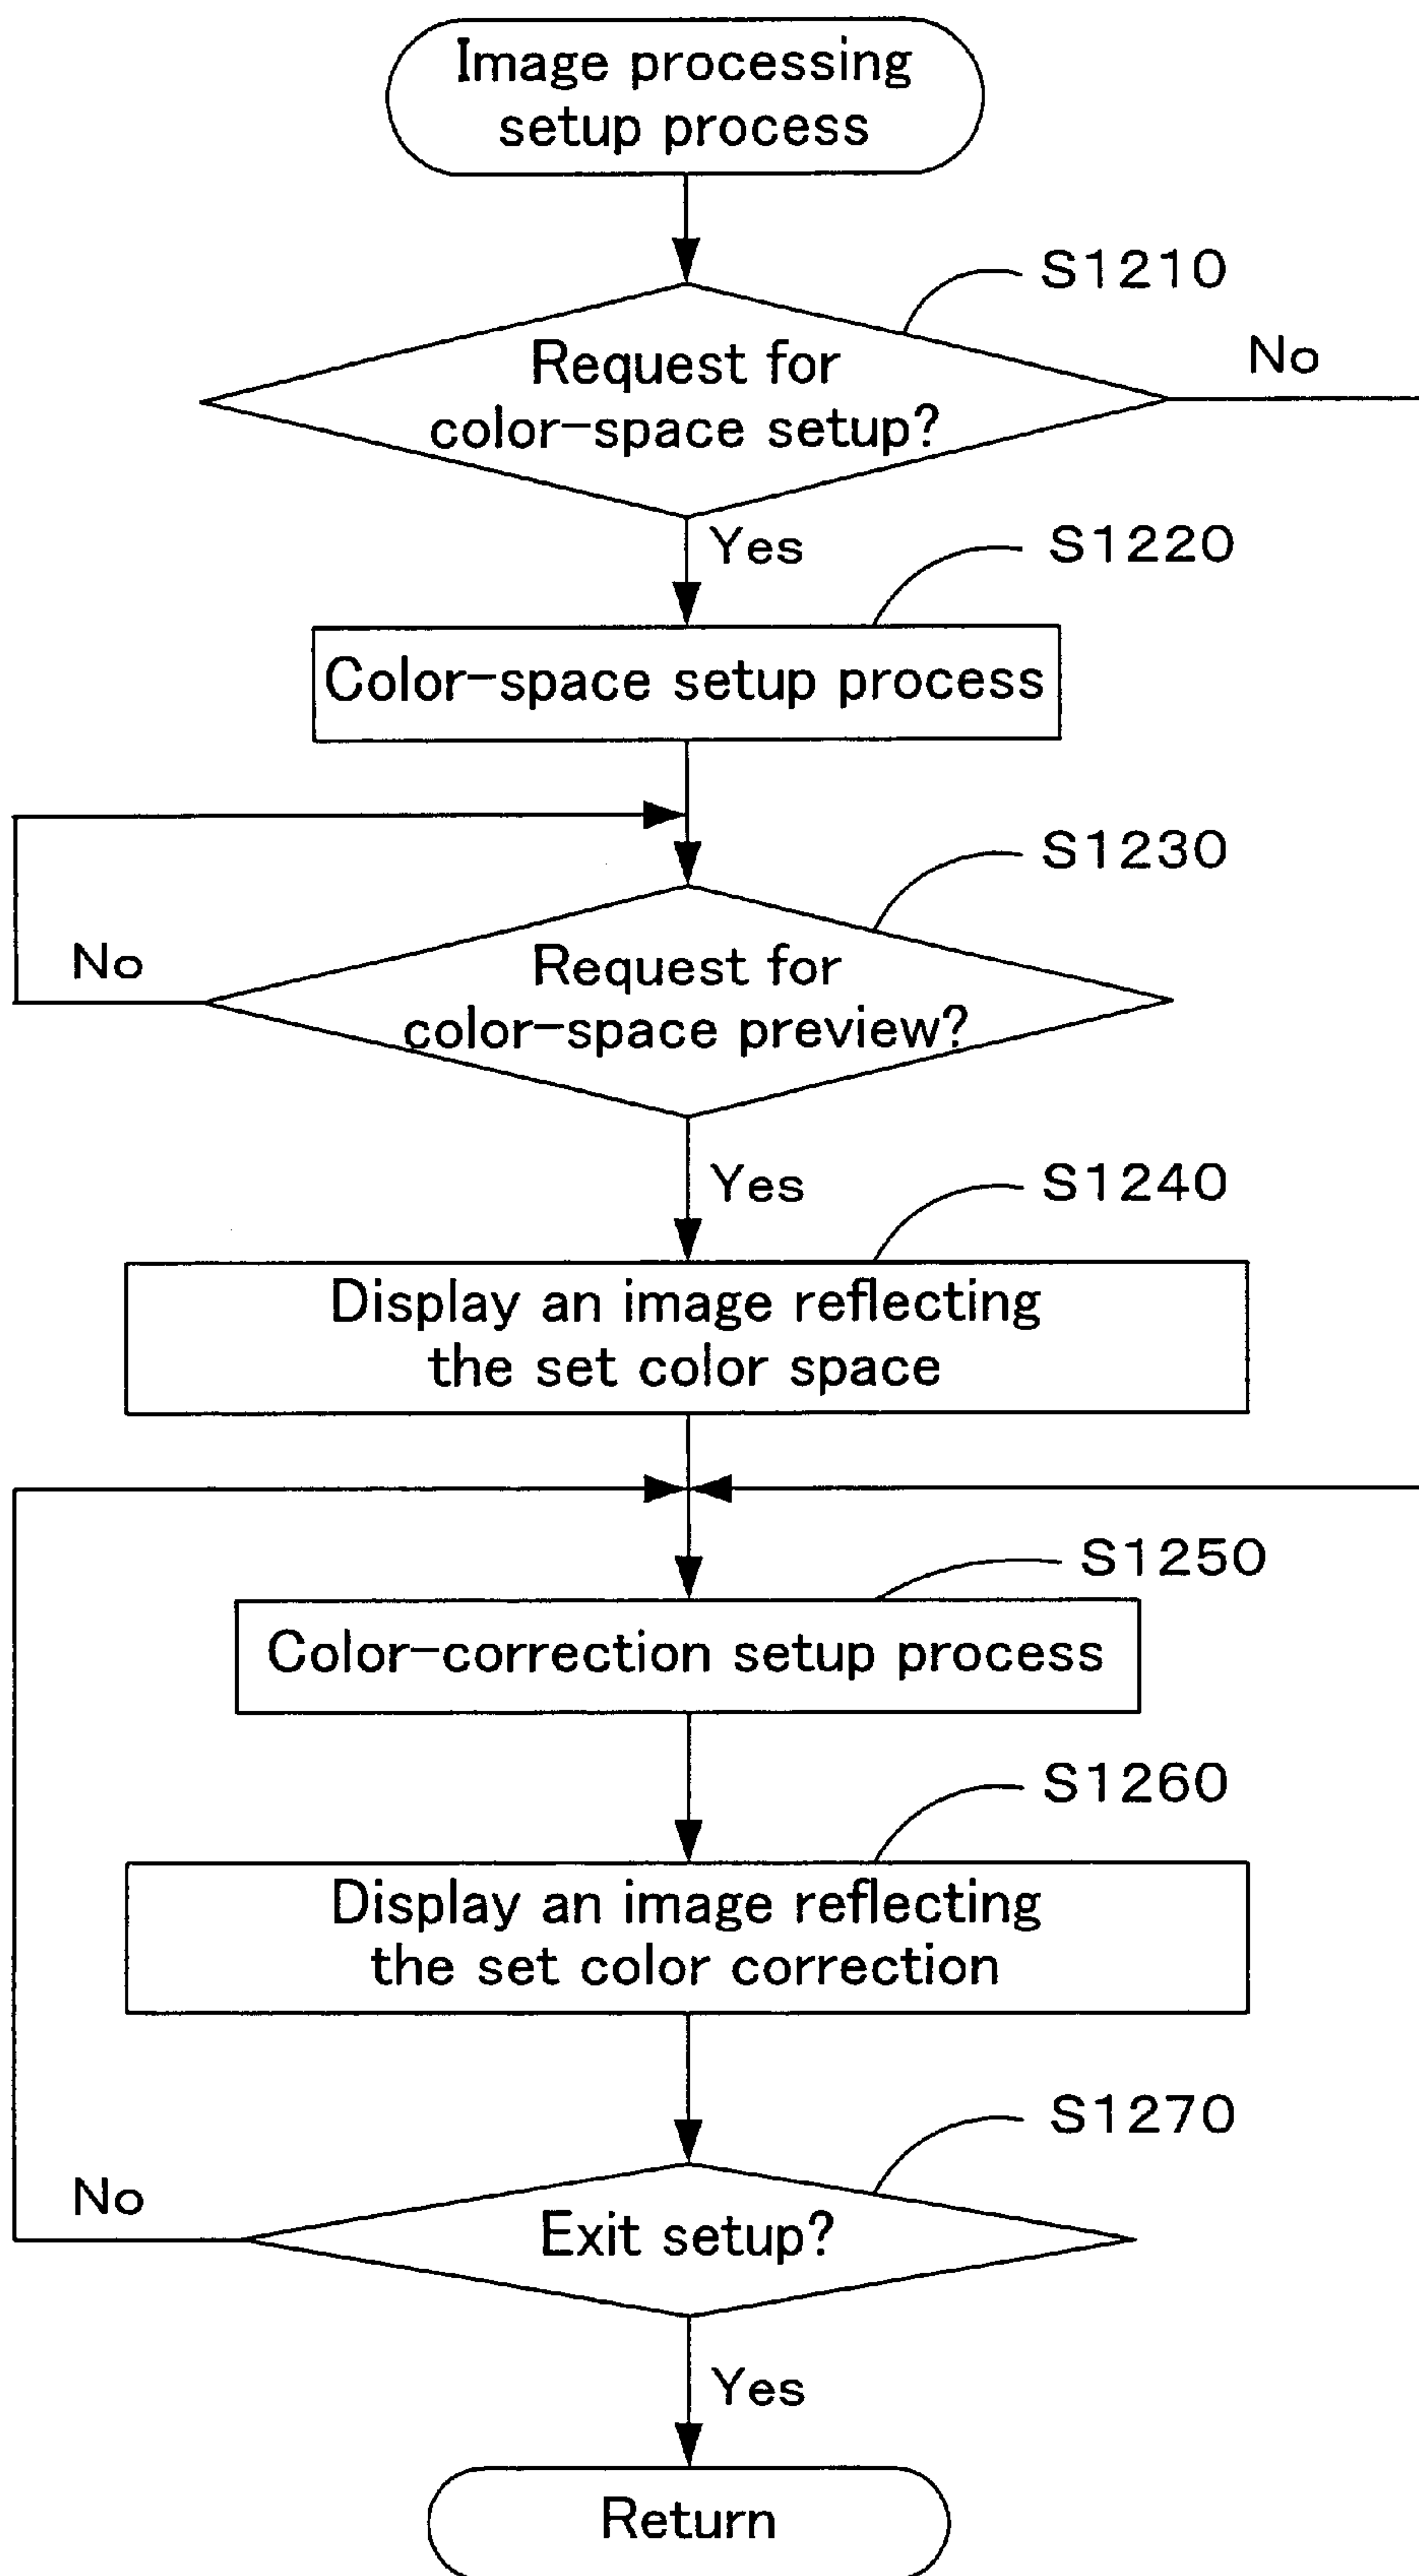 Image processing
setup process
S1210
Request for
color-space setup?
No
Yes
S1220
Color-space setup process
S1230
Request for
color-space preview?
No
Yes
S1240
Display an image reflecting
the set color space
S1250
Color-correction setup process
S1260
Display an image reflecting
the set color correction
S1270
Exit setup?
No
Yes
Return